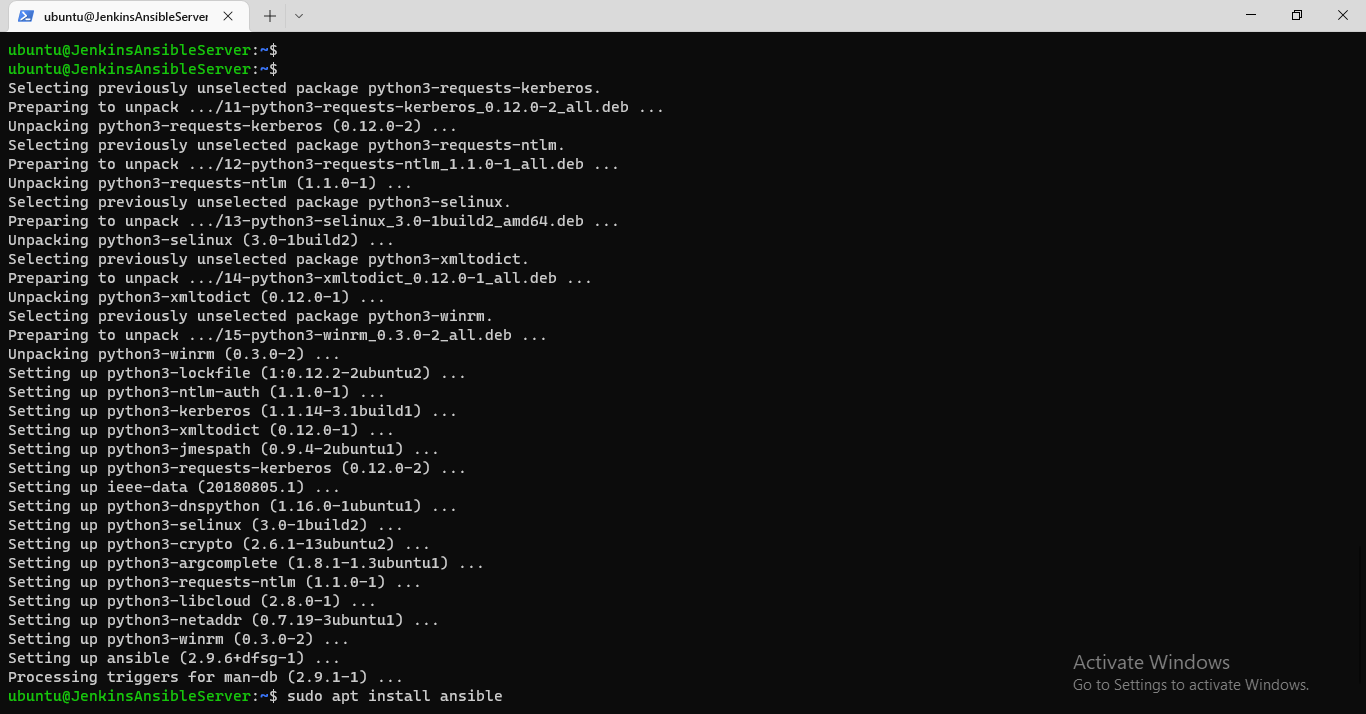 ubuntu@JenkinsAnsibleServer
ubuntu@JenkinsAnsibleServer:~$
ubuntu@JenkinsAnsibleServer:~$
Selecting previously unselected package python3-requests-kerberos.
Preparing to unpack .../11-python3-requests-kerberos_0.12.0-2_all.deb ...
Unpacking python3-requests-kerberos (0.12.0-2) ...
Selecting previously unselected package python3-requests-ntlm.
Preparing to unpack .../12-python3-requests-ntlm_1.1.0-1_all.deb ...
Unpacking python3-requests-ntlm (1.1.0-1) ...
Selecting previously unselected package python3-selinux.
Preparing to unpack .../13-python3-selinux_3.0-1build2_amd64.deb ...
Unpacking python3-selinux (3.0-1build2) ...
Selecting previously unselected package python3-xmltodict.
Preparing to unpack .../14-python3-xmltodict_0.12.0-1_all.deb ...
Unpacking python3-xmltodict (0.12.0-1) ...
Selecting previously unselected package python3-winrm.
Preparing to unpack .../15-python3-winrm_0.3.0-2_all.deb ...
Unpacking python3-winrm (0.3.0-2) ...
Setting up python3-lockfile (1:0.12.2-2ubuntu2) ...
Setting up python3-ntlm-auth (1.1.0-1) ...
Setting up python3-kerberos (1.1.14-3.1build1) ...
Setting up python3-xmltodict (0.12.0-1) ...
Setting up python3-jmespath (0.9.4-2ubuntu1) ...
Setting up python3-requests-kerberos (0.12.0-2) ...
Setting up ieee-data (20180805.1) ...
Setting up python3-dnspython (1.16.0-1ubuntu1) ...
Setting up python3-selinux (3.0-1build2) ...
Setting up python3-crypto (2.6.1-13ubuntu2) ...
Setting up python3-argcomplete (1.8.1-1.3ubuntu1) ...
Setting up python3-requests-ntlm (1.1.0-1) ...
Setting up python3-libcloud (2.8.0-1) ...
Setting up python3-netaddr (0.7.19-3ubuntu1) ...
Setting up python3-winrm (0.3.0-2) ...
Setting up ansible (2.9.6+dfsg-1) ...
Processing triggers for man-db (2.9.1-1) ...
ubuntu@JenkinsAnsibleServer:~$ sudo apt install ansible
Activate Windows
Go to Settings to activate Windows.